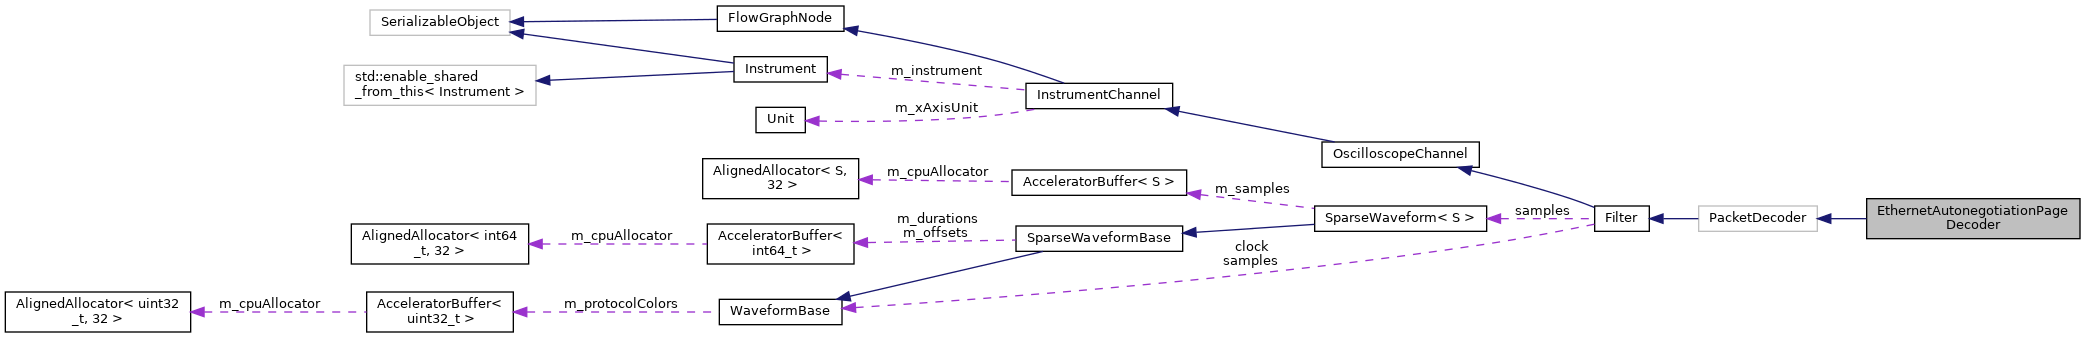 SerializableObject
FlowGraphNode
std::enable_shared
_from_this< Instrument >
Instrument
m_instrument
InstrumentChannel
Unit
m_xAxisUnit
OscilloscopeChannel
AlignedAllocator< S,
32 >
m_cpuAllocator
AcceleratorBuffer< S >
m_samples
SparseWaveform< S >
samples
Filter
PacketDecoder
EthernetAutonegotiationPage
Decoder
AlignedAllocator< int64
_t, 32 >
m_cpuAllocator
AcceleratorBuffer<
int64_t >
m_durations
m_offsets
SparseWaveformBase
clock
samples
AlignedAllocator< uint32
_t, 32 >
m_cpuAllocator
AcceleratorBuffer<
uint32_t >
m_protocolColors
WaveformBase